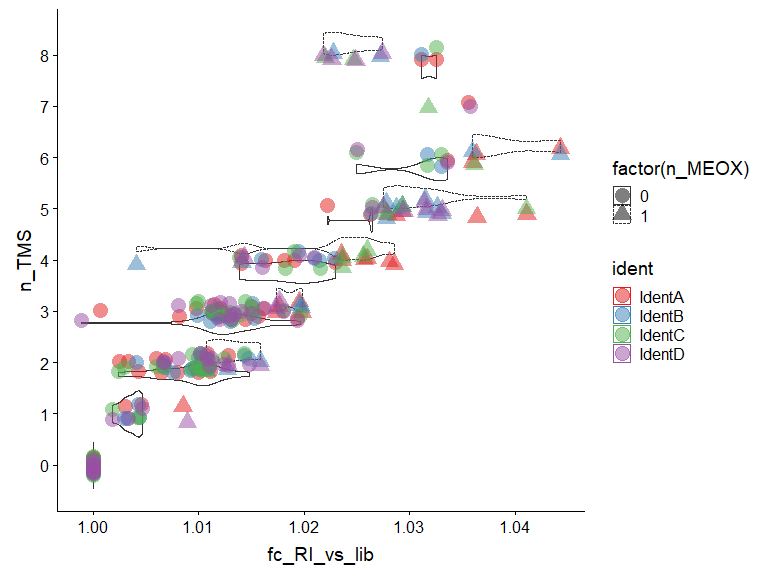 8
7
6
5
4
3
2
1
0
n_TMS
1.00 1.01 1.02 1.03 1.04
fc_RI_vs_lib
factor(n_MEOX)
0
1
ident
IdentA
IdentB
IdentC
IdentD